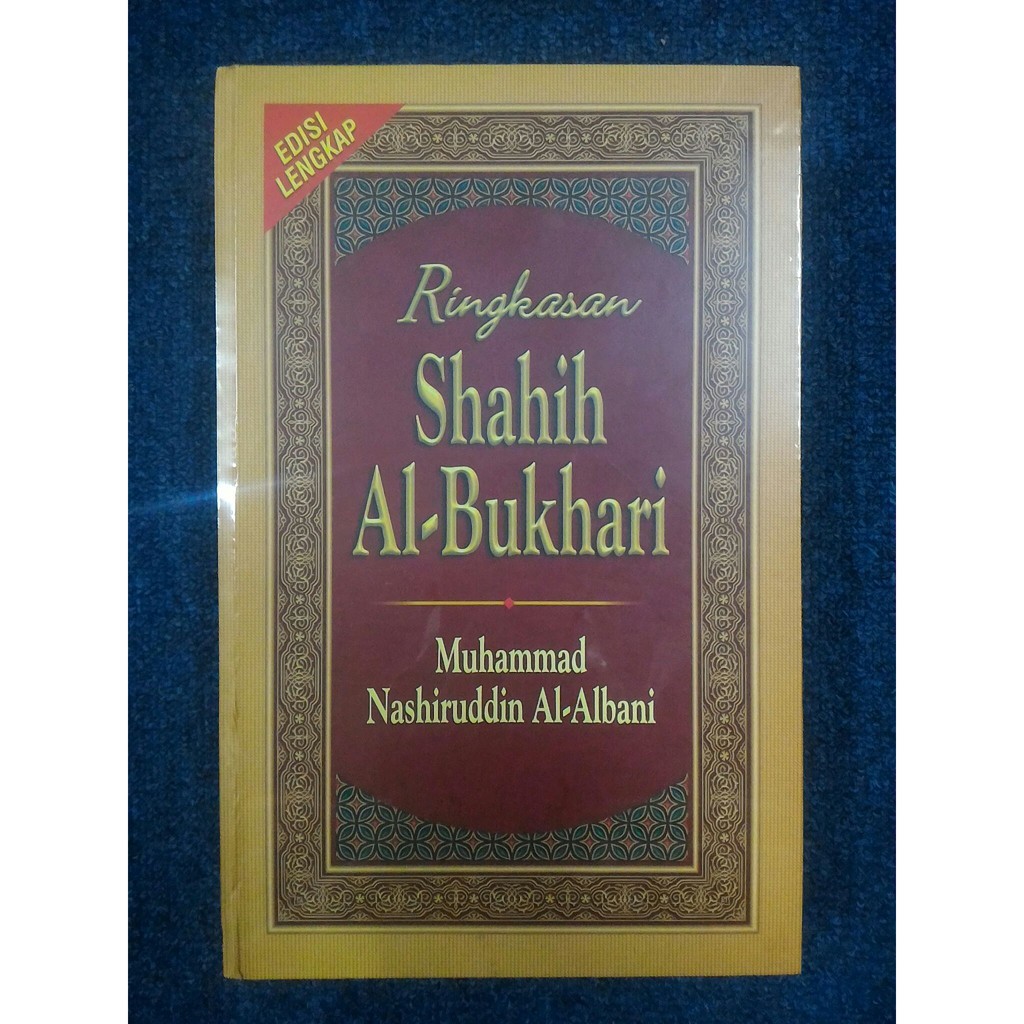 EDISI
LENGKAP
Ringkasan
Shahih
Al-Bukhari
Muhammad
Nashiruddin Al-Albani